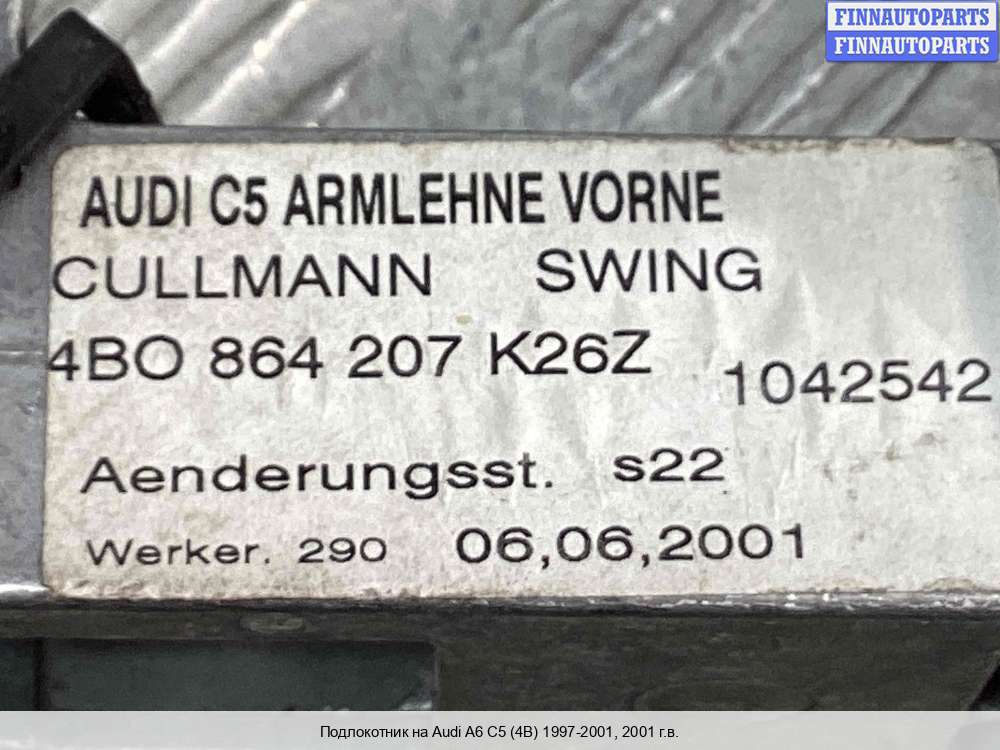 FINNAUTOPARTS
FINNAUTOPARTS
AUDI C5 ARMLEHNE VORNE
CULLMANN SWING
4BO 864 207 K26Z 1042542
Aenderungsst. s22
Werker. 290 06,06,2001
Подлокотник на Audi A6 C5 (4B) 1997-2001, 2001 г.в.